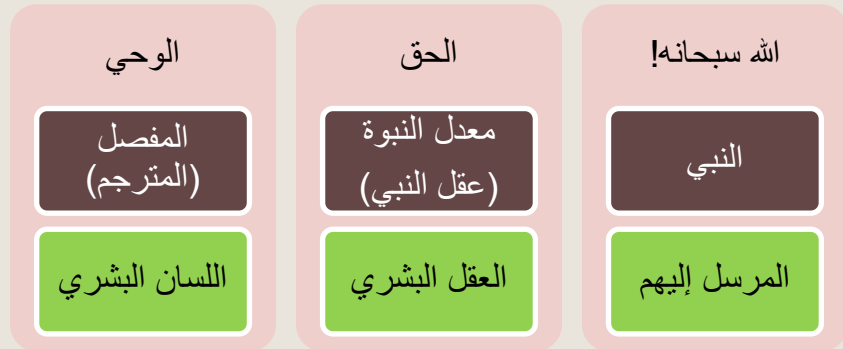 الله سبحانه!
النبي
المرسل إليهم
الحق
معدل النبوة
(عقل النبي)
العقل البشري
الوحي
المفصل
(المترجم)
اللسان البشري